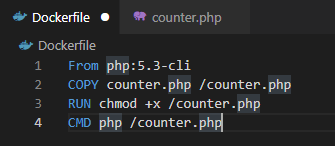 Dockerfile counter.php
Dockerfile
1 From php:5.3-cli
2 COPY counter.php /counter.php
3 RUN chmod +x /counter.php
4 CMD php /counter.php